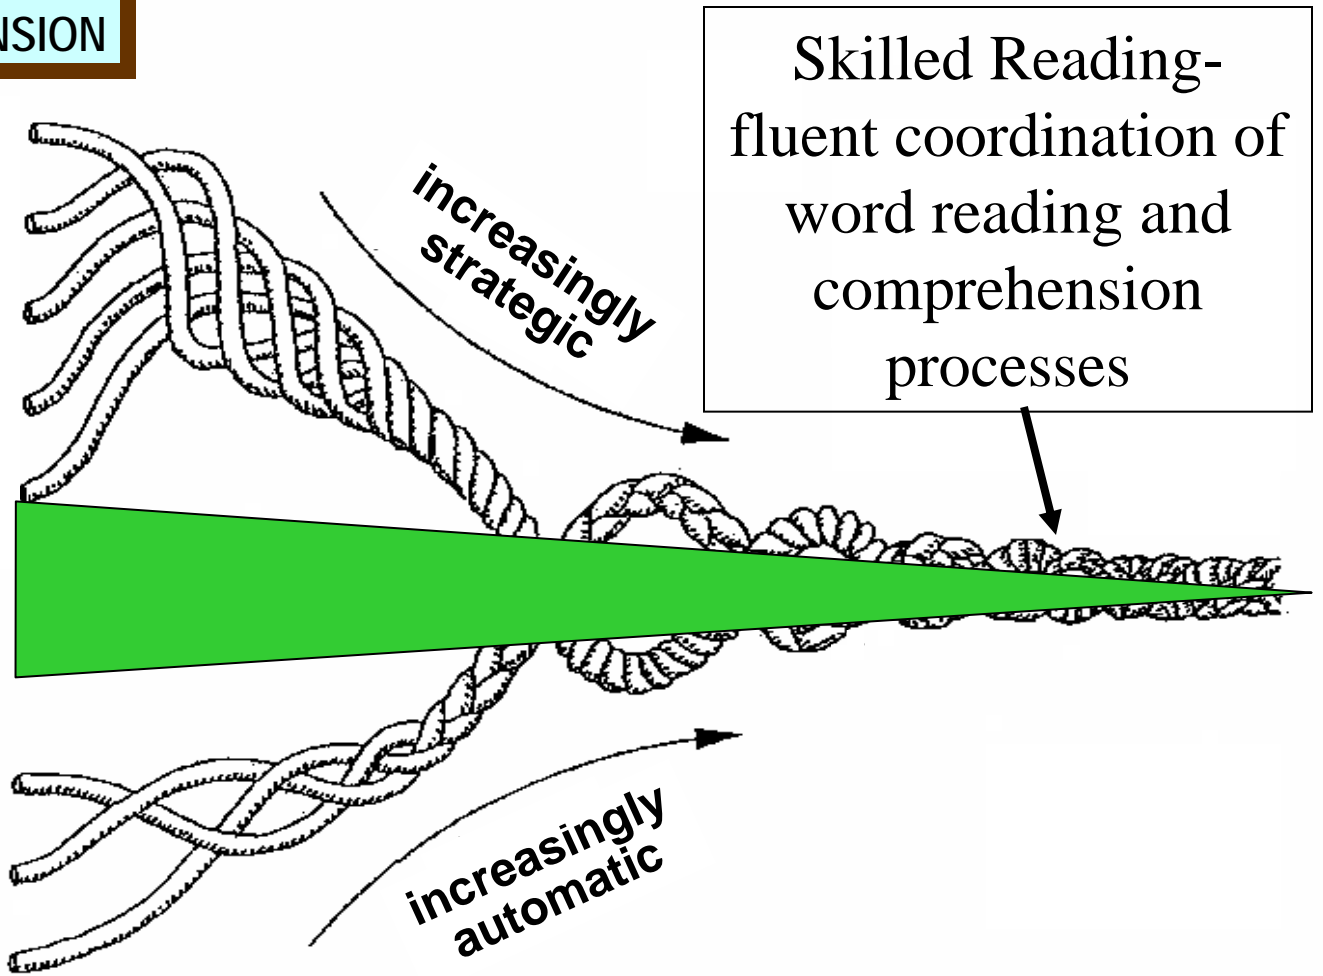 NSION
Skilled Reading-
fluent coordination of
word reading and
comprehension
processes
increasingly
strategic
increasingly
automatic